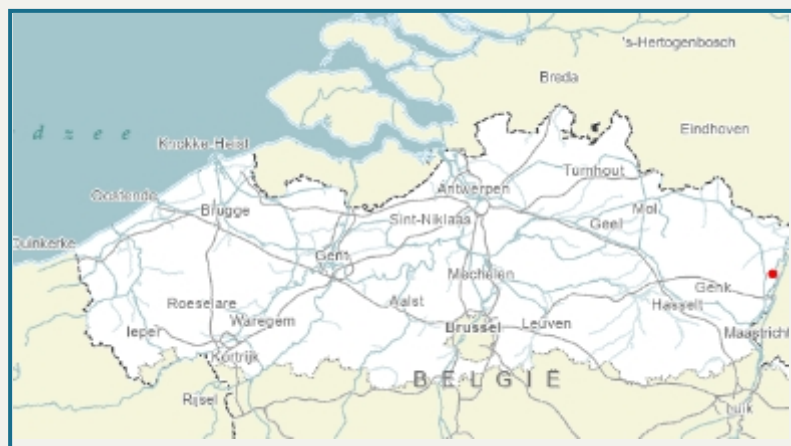 's-Hertogenbosch
Breda
Eindhoven
dzee
Knokke-Heist
Turnhout
Antwerpen
Mol
Oostende
Brugge
Sint-Niklaas
Geel
Duinkerke
Gent
Mechelen
Genk
Roeselare
Aalst
Hasselt
Ieper
Waregem
Brussel
Leuven
Maastricht
Kortrijk
BELGIË
Rijsel
Luik